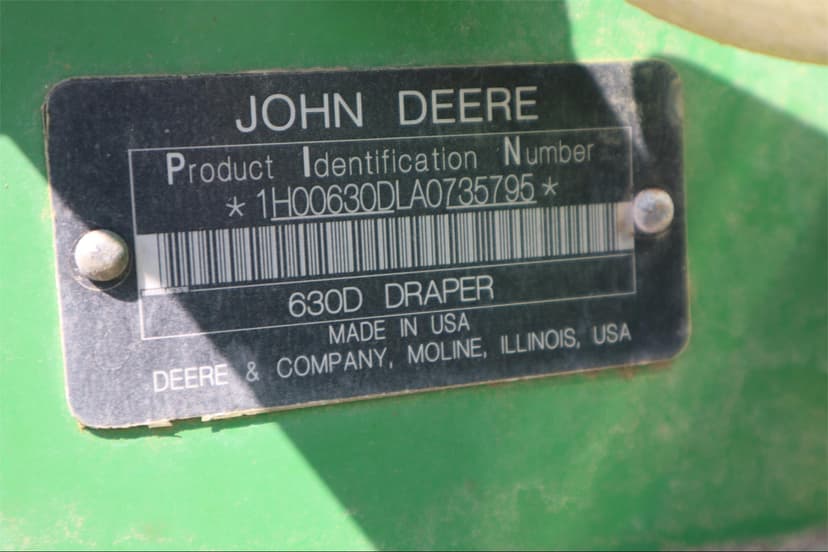 JOHN DEERE
Product Identification Number
*1H00630DLA0735795*
630D DRAPER
MADE IN USA
DEERE & COMPANY, MOLINE, ILLINOIS, USA